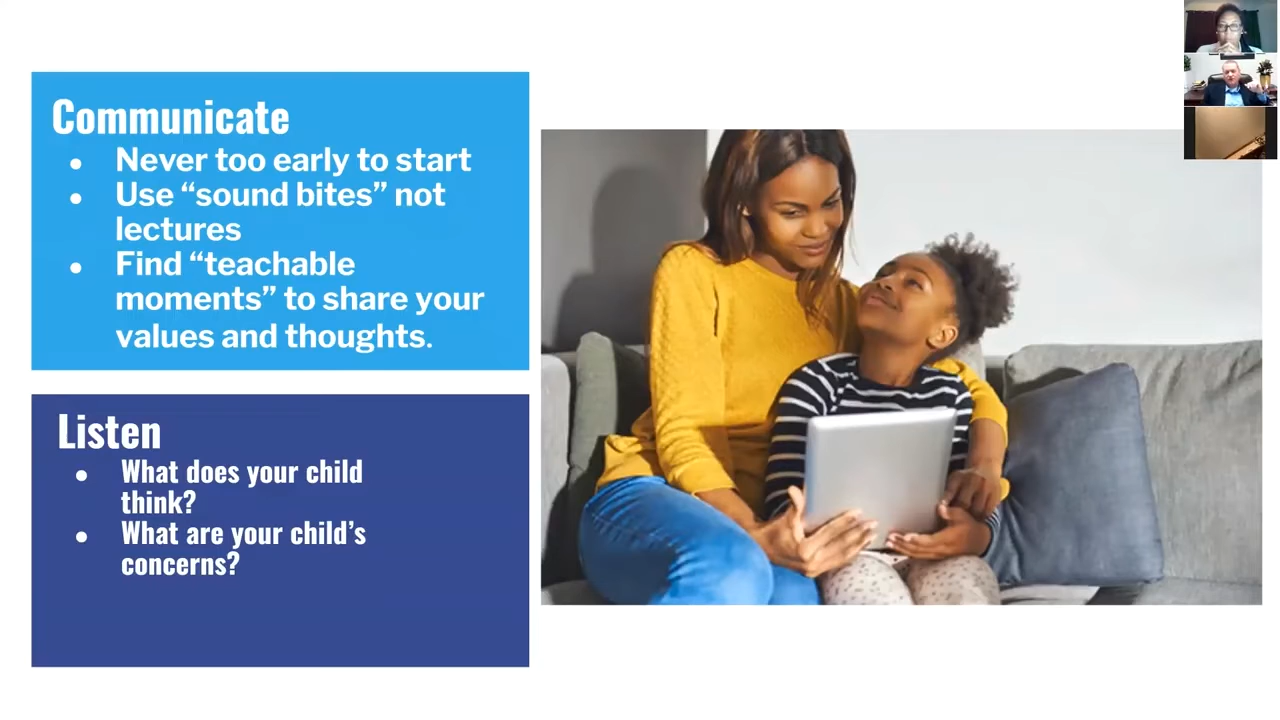 Communicate
● Never too early to start
● Use “sound bites” not
lectures
● Find “teachable
moments” to share your
values and thoughts.
Listen
● What does your child
think?
● What are your child’s
concerns?